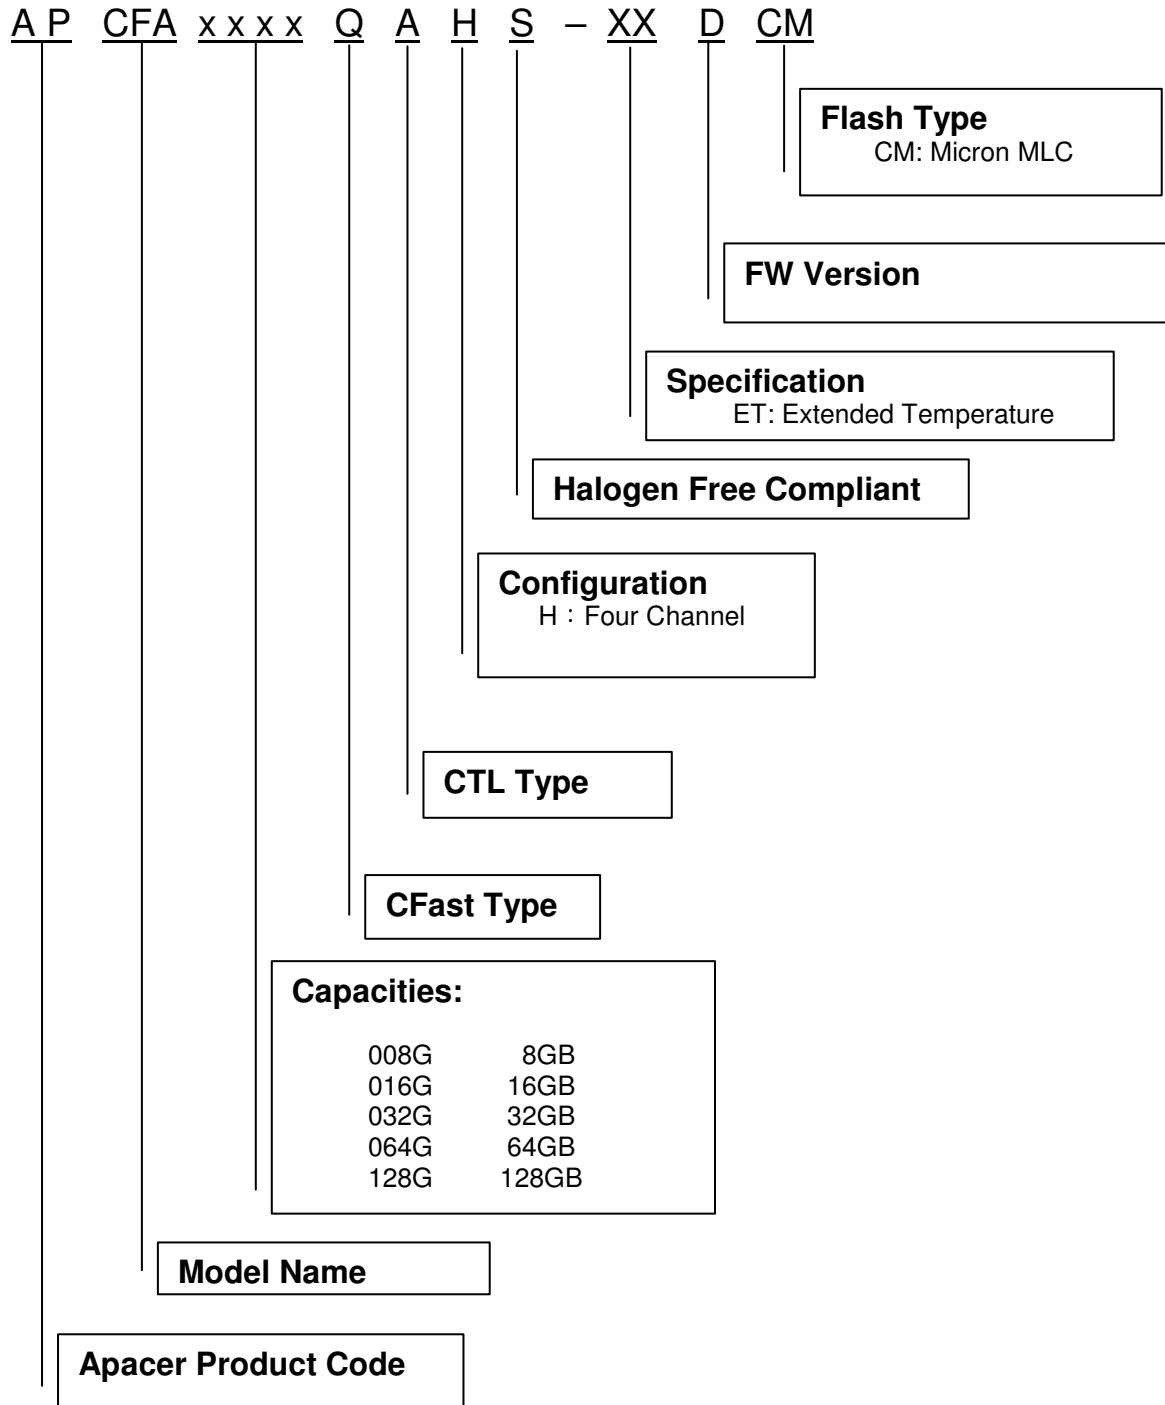 A P CFA x x x x Q A H S – XX D CM
Flash Type
CM: Micron MLC
FW Version
Specification
ET: Extended Temperature
Halogen Free Compliant
Configuration
H：Four Channel
CTL Type
CFast Type
Capacities:
008G 8GB
016G 16GB
032G 32GB
064G 64GB
128G 128GB
Model Name
Apacer Product Code